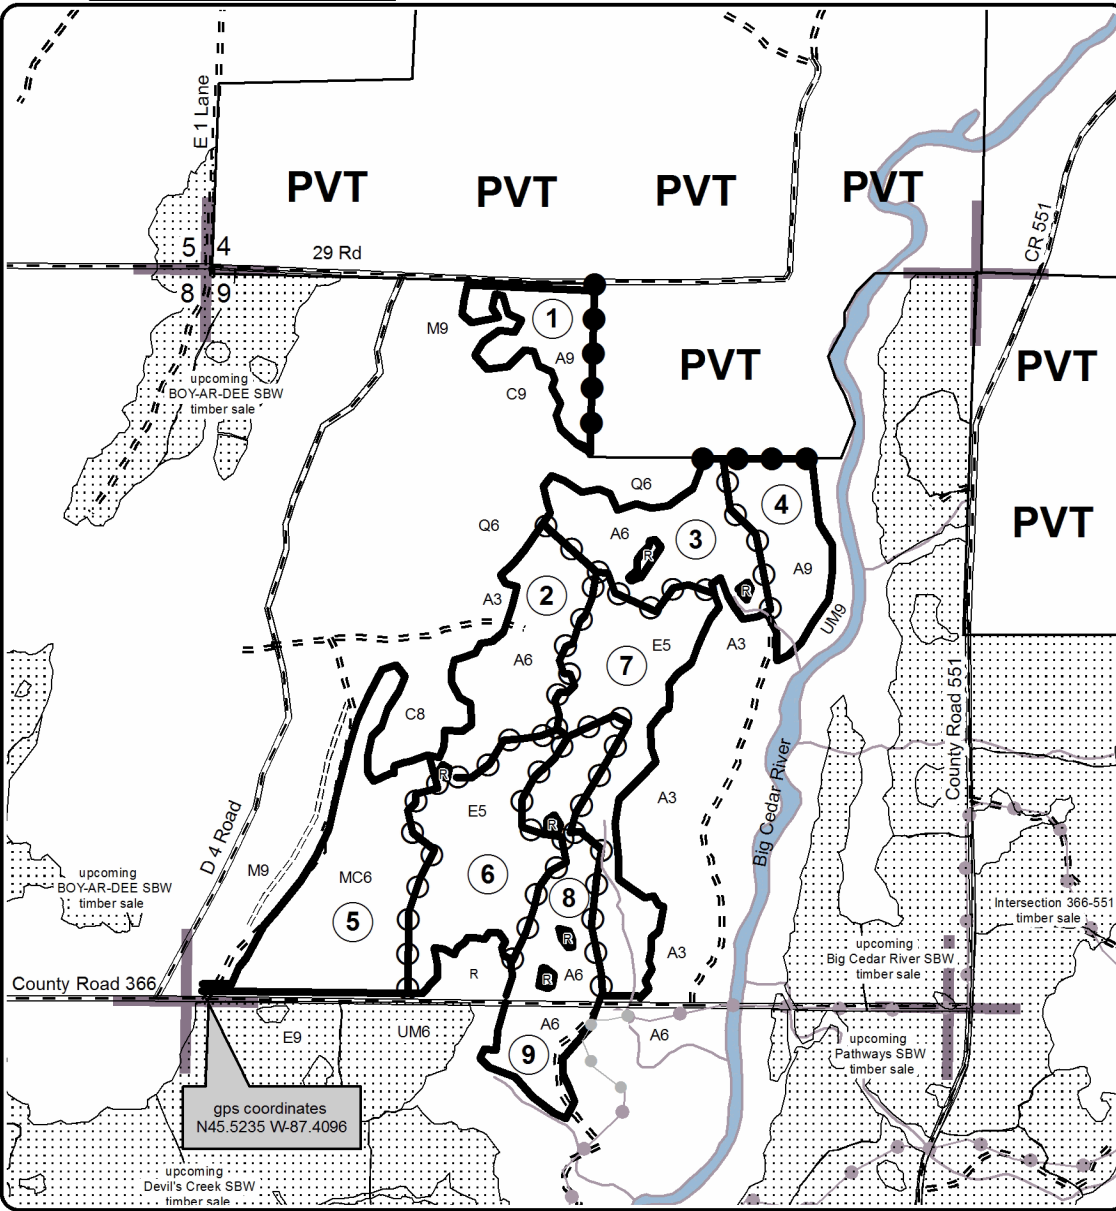 E 1 Lane
PVT
PVT
PVT
PVT
CR 551
5 4
29 Rd
8 9
1
M9
A9
PVT
PVT
upcoming
BOY-AR-DEE SBW
timber sale
C9
Q6
4
PVT
Q6
A6
3
R
A9
2
A3
R
UM9
A6
E5
A3
7
C8
County Road 551
R
Big Cedar River
A3
E5
R
D 4 Road
M9
MC6
6
upcoming
BOY-AR-DEE SBW
timber sale
8
5
Intersection 366-551
timber sale
R
A3
upcoming
Big Cedar River SBW
timber sale
R
R
A6
County Road 366
E9
UM6
A6
A6
9
upcoming
Pathways SBW
timber sale
gps coordinates
N45.5235 W-87.4096
upcoming
Devil's Creek SBW
timber sale